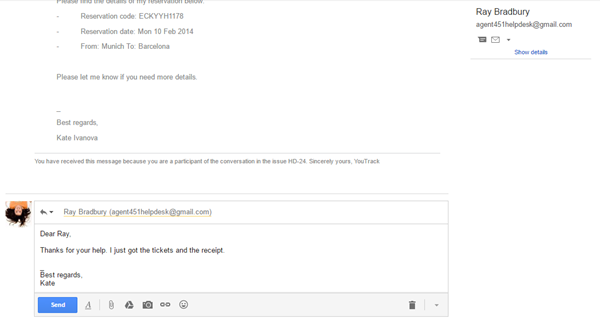 Please find the details of my reservation below.
- Reservation code: ECKYYH1178
- Reservation date: Mon 10 Feb 2014
- From: Munich To: Barcelona
Please let me know if you need more details.
_
Best regards,
Kate Ivanova
You have received this message because you are a participant of the conversation in the issue HD-24. Sincerely yours, YouTrack
Ray Bradbury
agent451helpdesk@gmail.com
Show details
Ray Bradbury (agent451helpdesk@gmail.com)
Dear Ray,
Thanks for your help. I just got the tickets and the receipt.
_
Best regards,
Kate
Send A